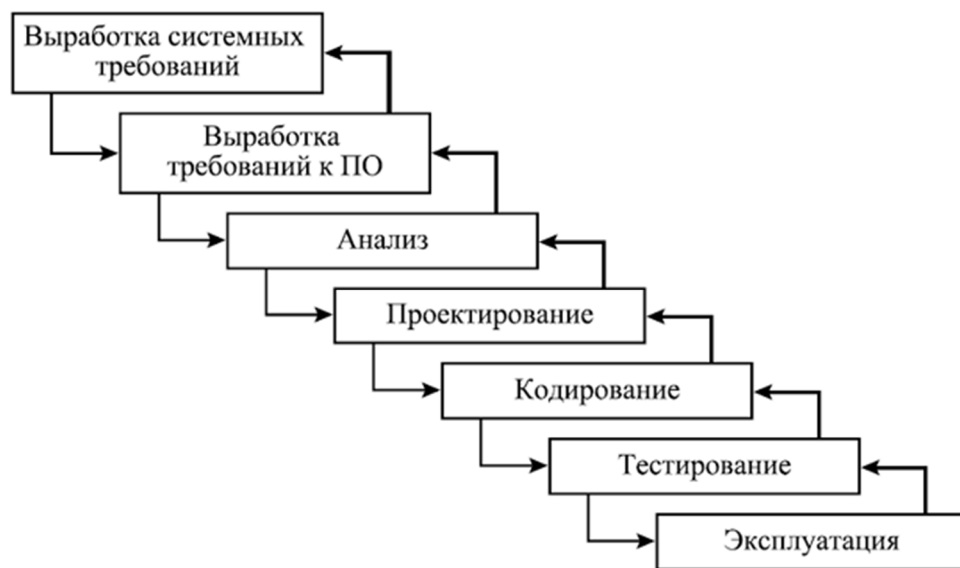 Выработка системных
требований
Выработка
требований к ПО
Анализ
Проектирование
Кодирование
Тестирование
Эксплуатация